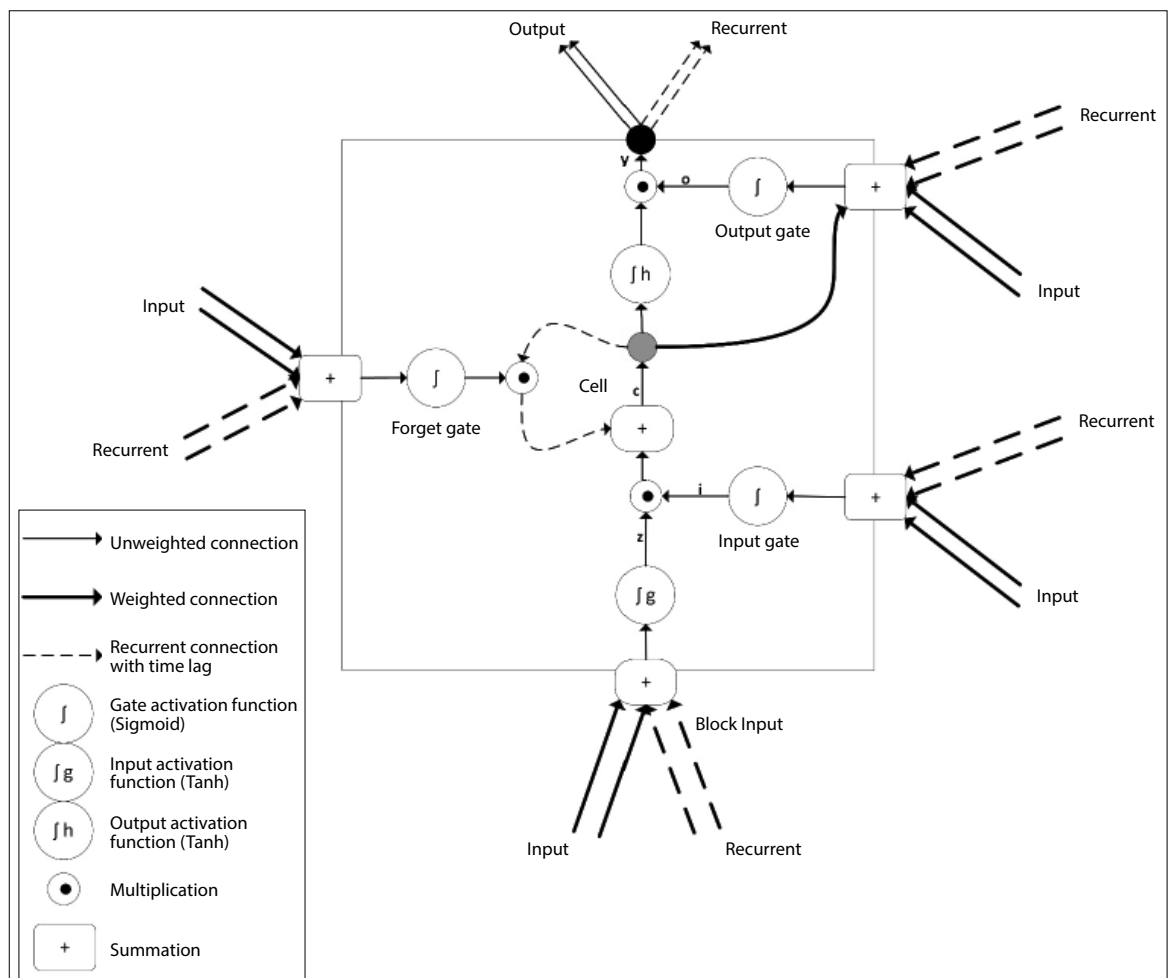 Output
Recurrent
Recurrent
y
o
∫
+
Output gate
∫ h
Input
Input
+
∫
Cell
c
Forget gate
+
Recurrent
Recurrent
i
∫
+
z
Input gate
∫ g
Input
+
Block Input
Input
Recurrent
Unweighted connection
Weighted connection
Recurrent connection
with time lag
∫
Gate activation function
(Sigmoid)
∫ g
Input activation
function (Tanh)
∫ h
Output activation
function (Tanh)
Multiplication
+
Summation